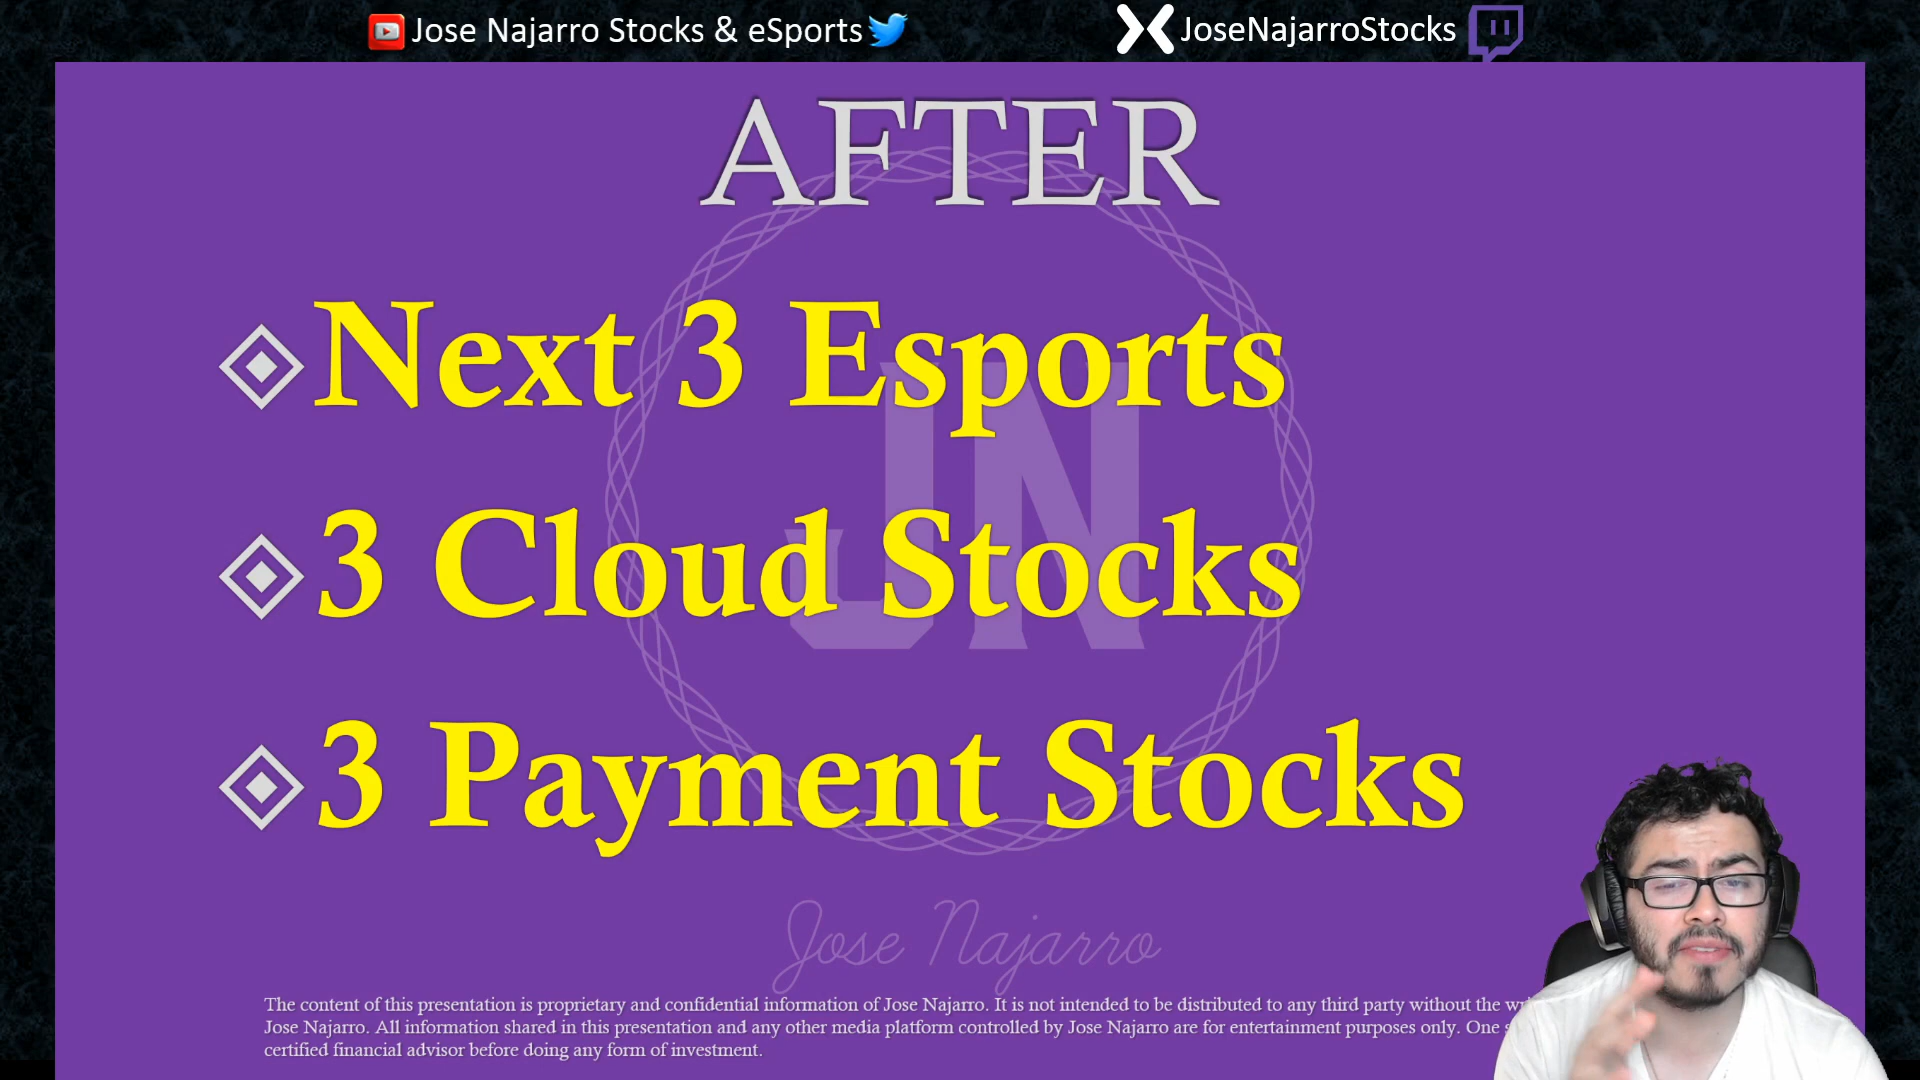 Jose Najarro Stocks & eSports
JoseNajarroStocks
AFTER
Next 3 Esports
3 Cloud Stocks
3 Payment Stocks
JN
Jose Najarro
The content of this presentation is proprietary and confidential information of Jose Najarro. It is not intended to be distributed to any third party without the
Jose Najarro. All information shared in this presentation and any other media platform controlled by Jose Najarro are for entertainment purposes only. One
certified financial advisor before doing any form of investment.